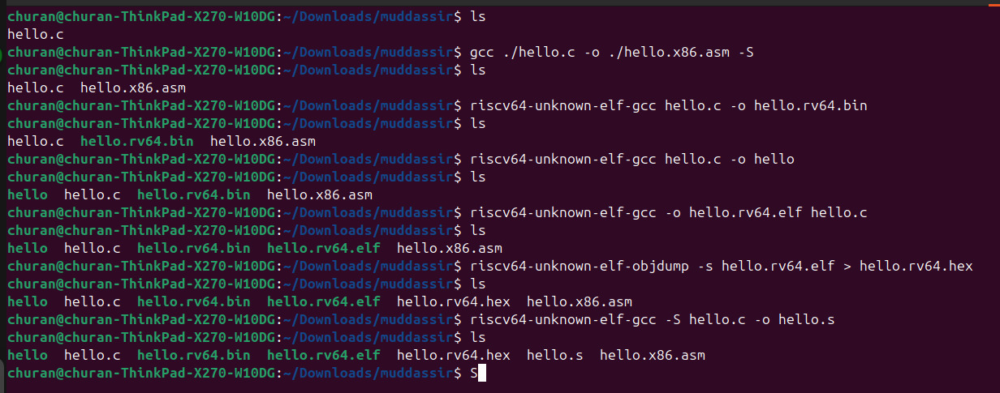 churan@churan-ThinkPad-X270-W10DG:~/Downloads/muddassir$ ls
hello.c
churan@churan-ThinkPad-X270-W10DG:~/Downloads/muddassir$ gcc ./hello.c -o ./hello.x86.asm -S
churan@churan-ThinkPad-X270-W10DG:~/Downloads/muddassir$ ls
hello.c  hello.x86.asm
churan@churan-ThinkPad-X270-W10DG:~/Downloads/muddassir$ riscv64-unknown-elf-gcc hello.c -o hello.rv64.bin
churan@churan-ThinkPad-X270-W10DG:~/Downloads/muddassir$ ls
hello.c  hello.rv64.bin  hello.x86.asm
churan@churan-ThinkPad-X270-W10DG:~/Downloads/muddassir$ riscv64-unknown-elf-gcc hello.c -o hello
churan@churan-ThinkPad-X270-W10DG:~/Downloads/muddassir$ ls
hello  hello.c  hello.rv64.bin  hello.x86.asm
churan@churan-ThinkPad-X270-W10DG:~/Downloads/muddassir$ riscv64-unknown-elf-gcc -o hello.rv64.elf hello.c
churan@churan-ThinkPad-X270-W10DG:~/Downloads/muddassir$ ls
hello  hello.c  hello.rv64.bin  hello.rv64.elf  hello.x86.asm
churan@churan-ThinkPad-X270-W10DG:~/Downloads/muddassir$ riscv64-unknown-elf-objdump -s hello.rv64.elf > hello.rv64.hex
churan@churan-ThinkPad-X270-W10DG:~/Downloads/muddassir$ ls
hello  hello.c  hello.rv64.bin  hello.rv64.elf  hello.rv64.hex  hello.x86.asm
churan@churan-ThinkPad-X270-W10DG:~/Downloads/muddassir$ riscv64-unknown-elf-gcc -S hello.c -o hello.s
churan@churan-ThinkPad-X270-W10DG:~/Downloads/muddassir$ ls
hello  hello.c  hello.rv64.bin  hello.rv64.elf  hello.rv64.hex  hello.s  hello.x86.asm
churan@churan-ThinkPad-X270-W10DG:~/Downloads/muddassir$ S